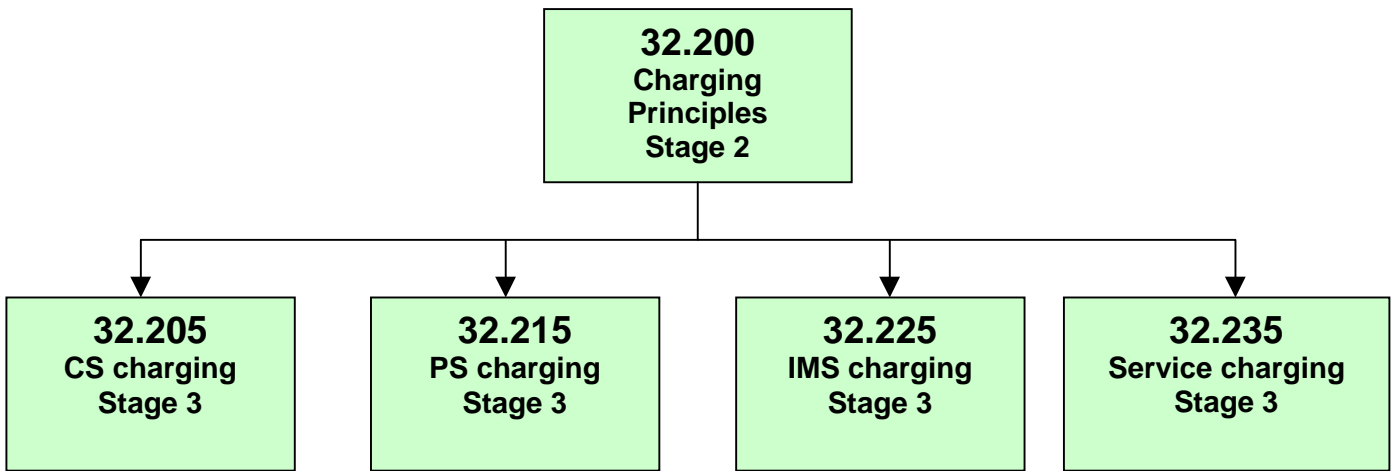 32.200
Charging
Principles
Stage 2
32.205
CS charging
Stage 3
32.215
PS charging
Stage 3
32.225
IMS charging
Stage 3
32.235
Service charging
Stage 3